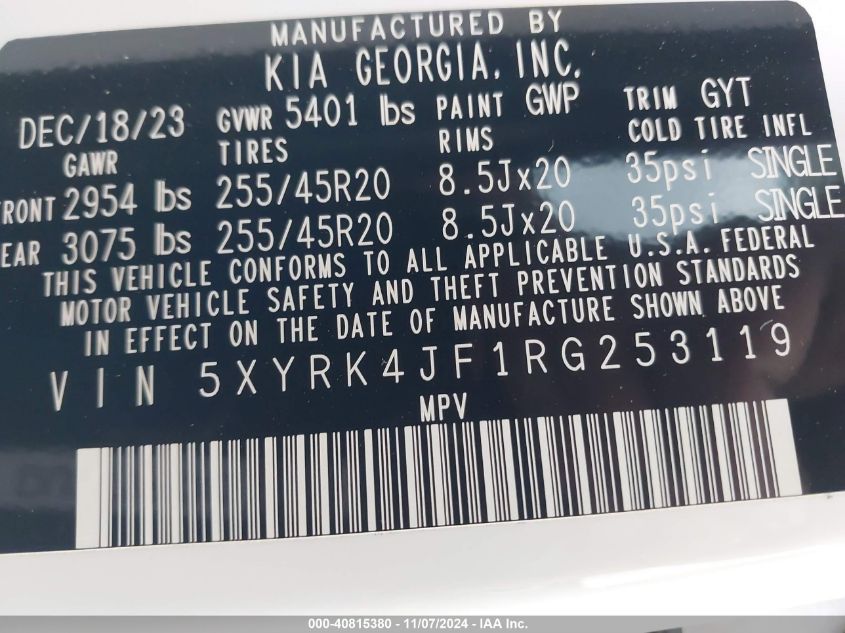 MANUFACTURED BY
KIA GEORGIA, INC.
DEC/18/23 GVWR 5401 lbs PAINT GWP TRIM GYT
GAWR TIRES RIMS COLD TIRE INFL
RONT 2954 lbs 255/45R20 8.5Jx20 35psi SINGLE
EAR 3075 lbs 255/45R20 8.5Jx20 35psi SINGLE
THIS VEHICLE CONFORMS TO ALL APPLICABLE U.S.A. FEDERAL
MOTOR VEHICLE SAFETY AND THEFT PREVENTION STANDARDS
IN EFFECT ON THE DATE OF MANUFACTURE SHOWN ABOVE
VIN 5XYRK4JF1RG253119
MPV
000-40815380 - 11/07/2024 - IAA Inc.